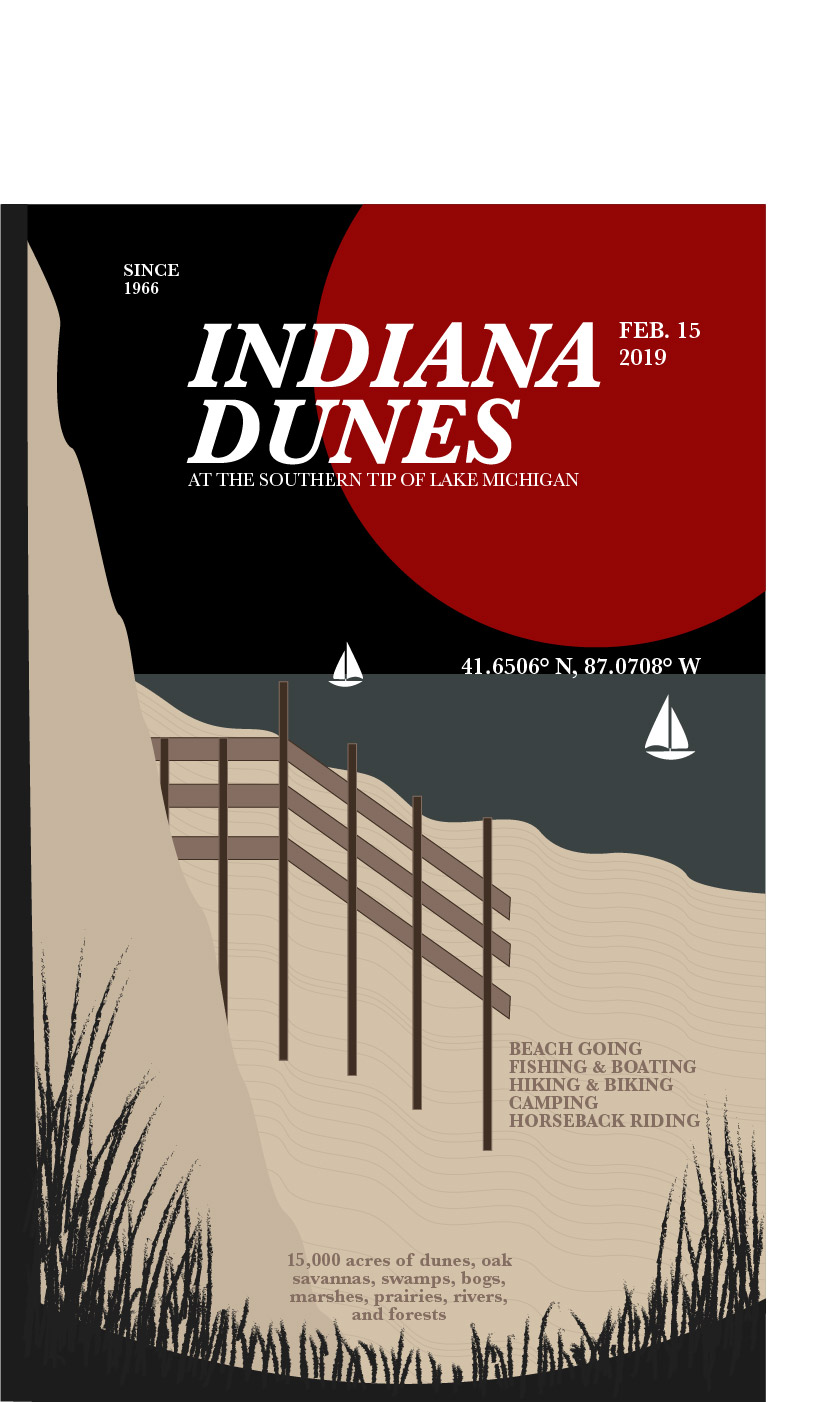 SINCE
1966
INDIANA
DUNES
FEB. 15
2019
AT THE SOUTHERN TIP OF LAKE MICHIGAN
41.6506° N, 87.0708° W
BEACH GOING
FISHING & BOATING
HIKING & BIKING
CAMPING
HORSEBACK RIDING
15,000 acres of dunes, oak
savannas, swamps, bogs,
marshes, prairies, rivers,
and forests